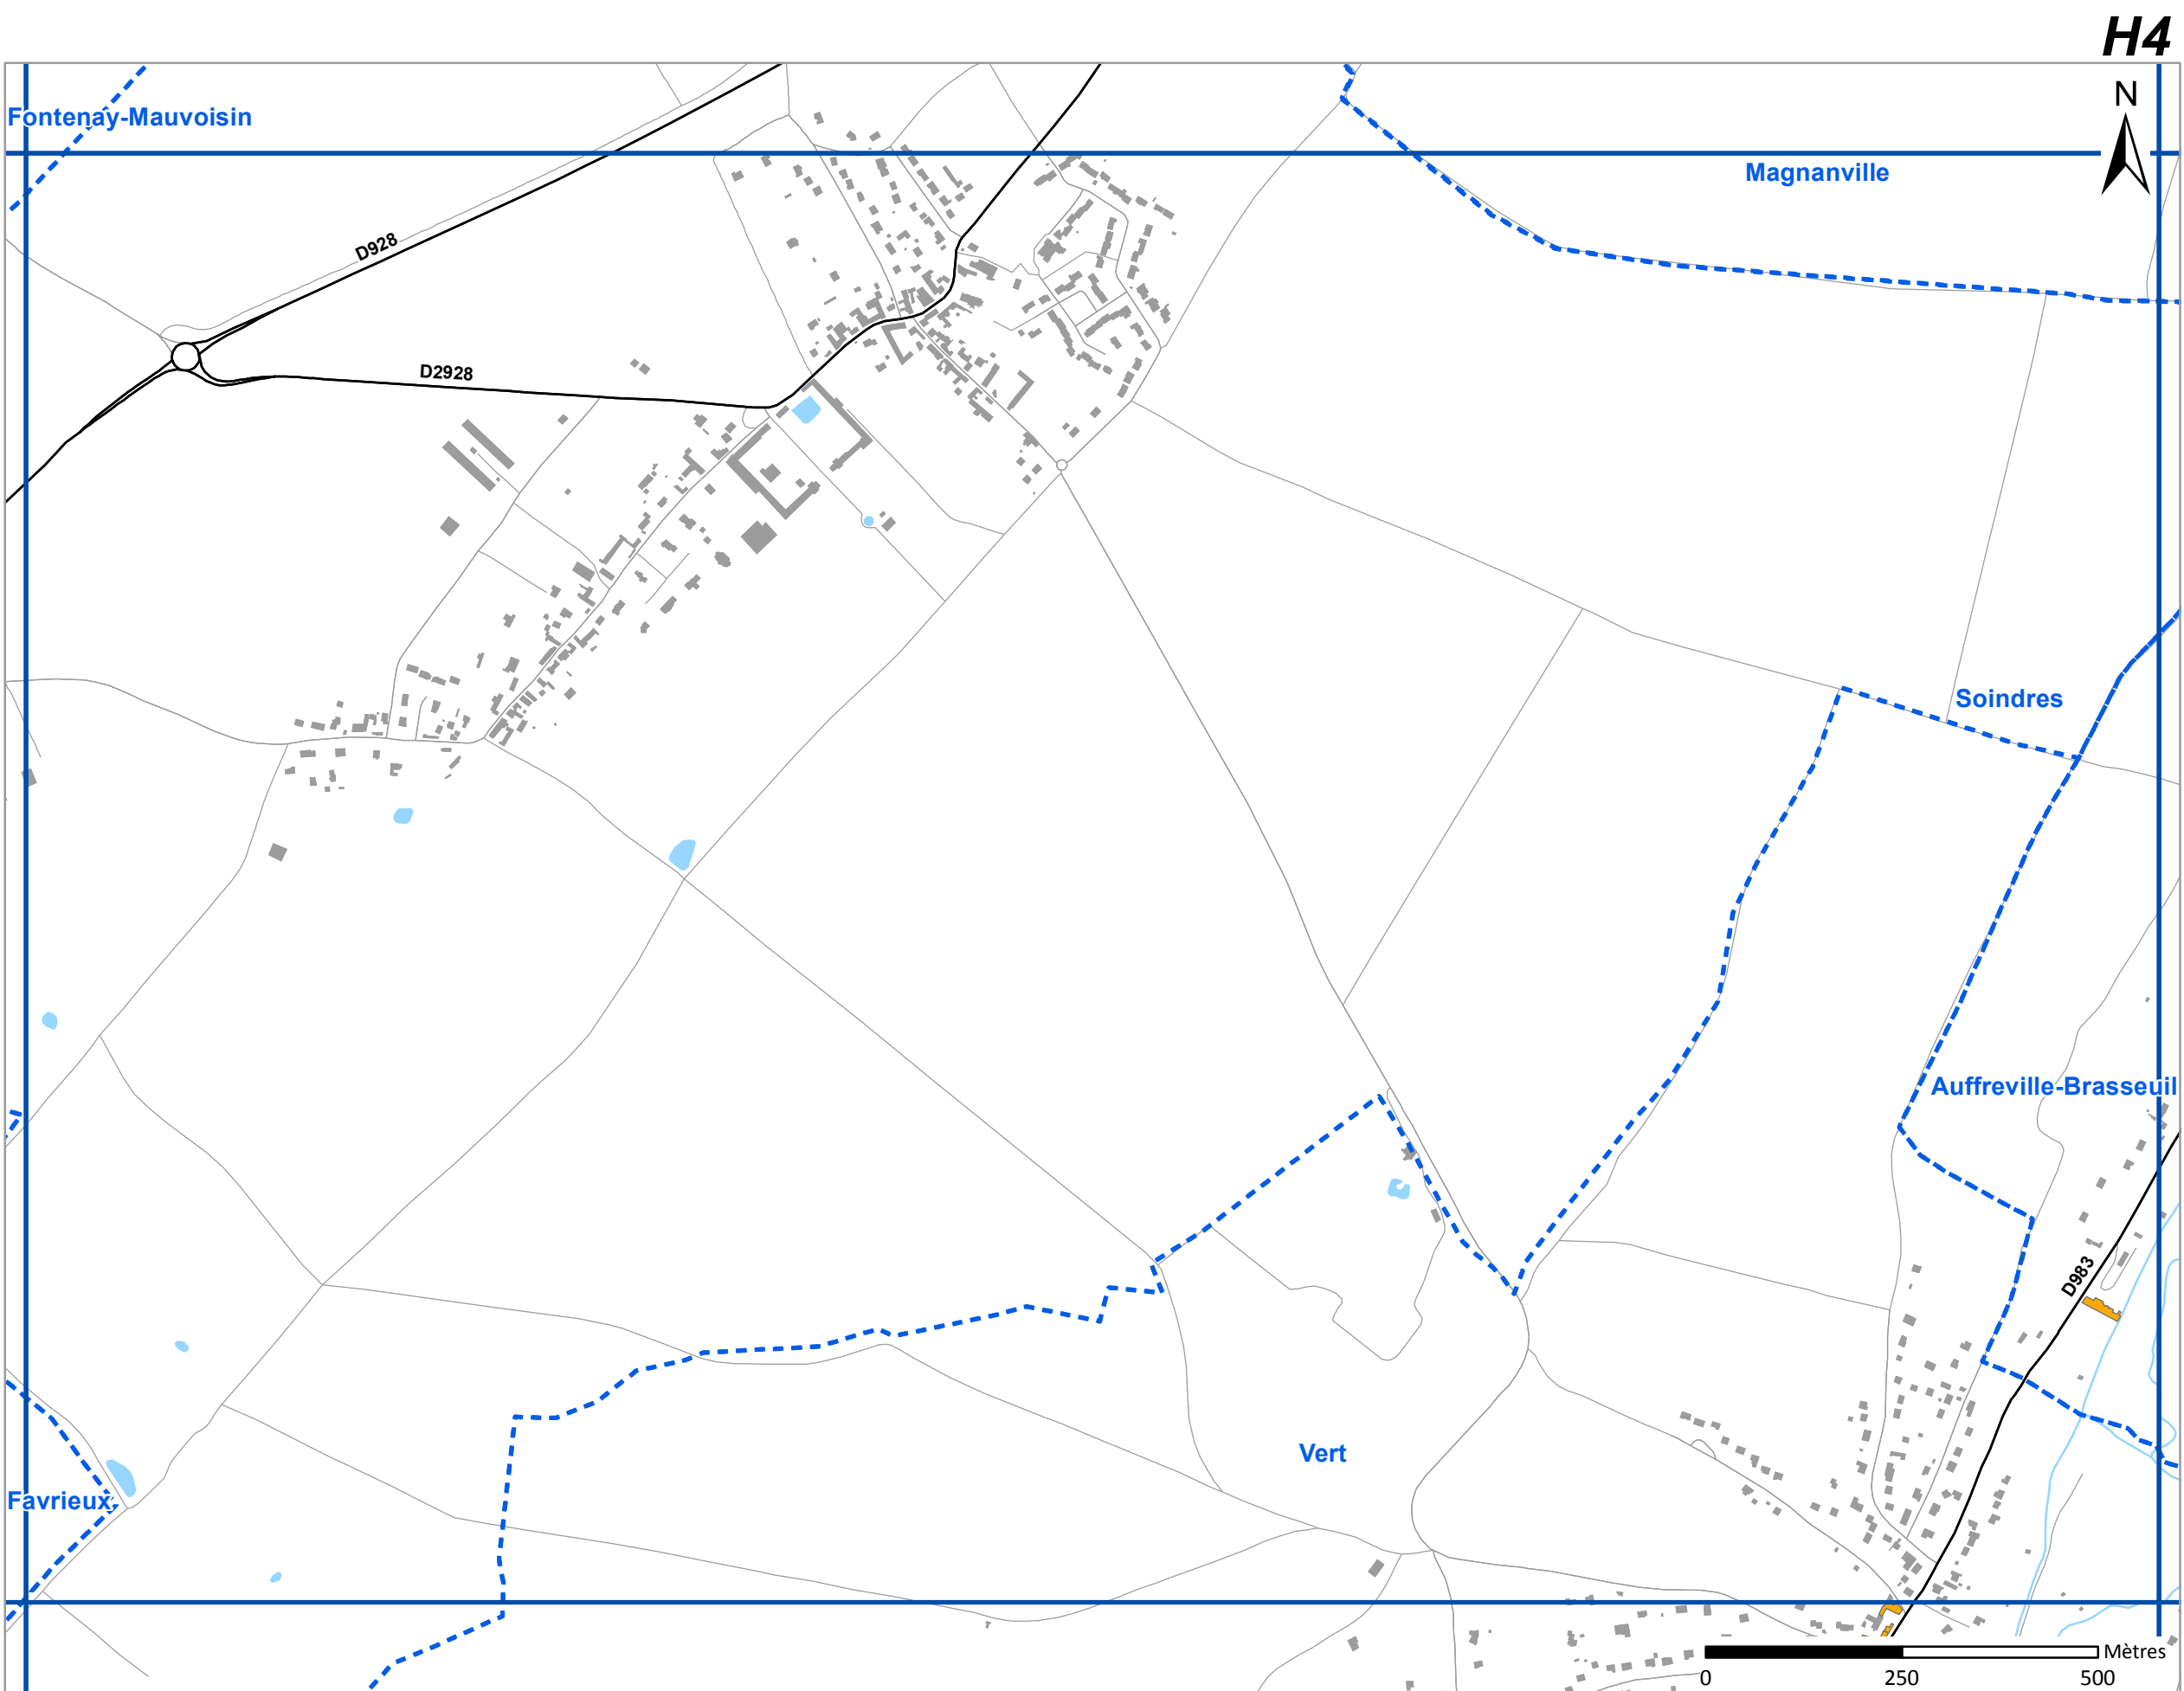 H4
N
Fontenay-Mauvoisin
Magnanville
D928
D2928
Soindres
Auffreville-Brasseuil
D983
Vert
Favrieux
Mètres
0 250 500